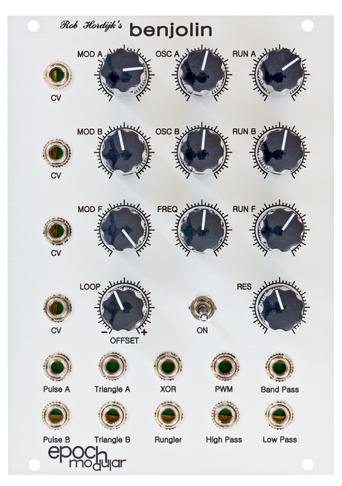 Rob Hordijk's benjolin
MOD A OSC A RUN A
CV
MOD B OSC B RUN B
CV
MOD F FREQ RUN F
CV
LOOP RES
CV - + ON
OFFSET
Pulse A Triangle A XOR PWM Band Pass
Pulse B Triangle B Rungler High Pass Low Pass
epoch
modular